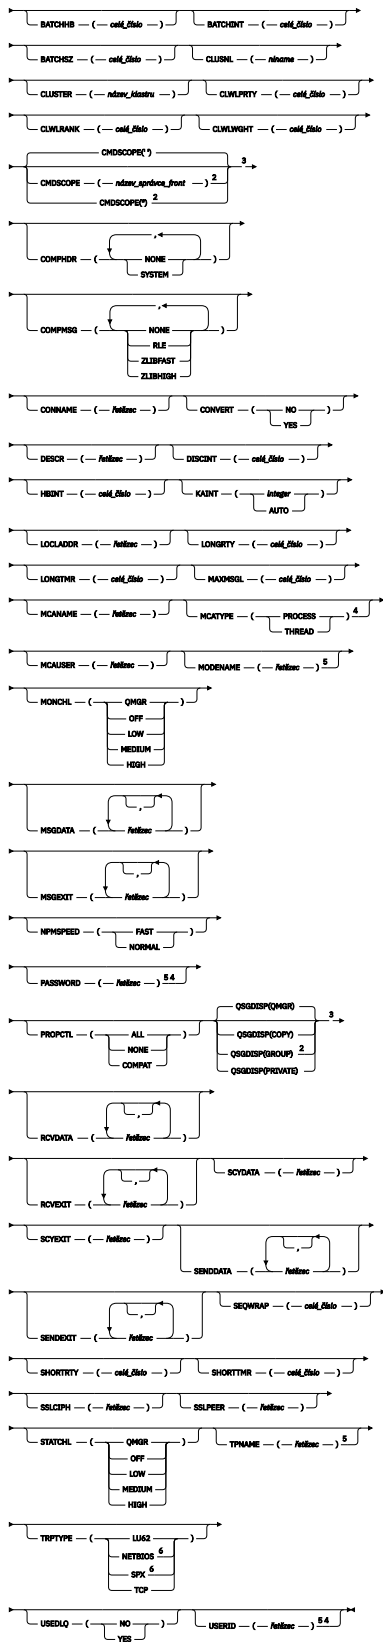 BATCHHB ( celé_číslo ) BATCHINT ( celé_číslo )
BATCHSZ ( celé_číslo ) CLUSNL ( nlname )
CLUSTER ( název_klastru ) CLWLPRTY ( celé_číslo )
CLWLRANK ( celé_číslo ) CLWLWGHT ( celé_číslo )
CMDSCOPE(' ') 3
CMDSCOPE ( název_správce_front ) 2
CMDSCOPE(*) 2
,
COMPHDR ( NONE )
SYSTEM
,
COMPMSG ( NONE )
RLE
ZLIBFAST
ZLIBHIGH
CONNAME ( řetězec ) CONVERT ( NO )
YES
DESCR ( řetězec ) DISCINT ( celé_číslo )
HBINT ( celé_číslo ) KAINT ( integer )
AUTO
LOCLADDR ( řetězec ) LONGRTY ( celé_číslo )
LONGTMR ( celé_číslo ) MAXMSGL ( celé_číslo )
MCANAME ( řetězec ) MCATYPE ( PROCESS ) 4
THREAD
MCAUSER ( řetězec ) MODENAME ( řetězec ) 5
MONCHL ( QMGR )
OFF
LOW
MEDIUM
HIGH
,
MSGDATA ( řetězec )
,
MSGEXIT ( řetězec )
NPMSPEED ( FAST )
NORMAL
PASSWORD ( řetězec ) 5 4
QSGDISP(QMGR) 3
PROPCTL ( ALL ) QSGDISP(COPY)
NONE QSGDISP(GROUP) 2
COMPAT QSGDISP(PRIVATE)
,
RCVDATA ( řetězec )
, SCYDATA ( řetězec )
RCVEXIT ( řetězec )
SCYEXIT ( řetězec ) ,
SENDDATA ( řetězec )
, SEQWRAP ( celé_číslo )
SENDEXIT ( řetězec )
SHORTRTY ( celé_číslo ) SHORTTMR ( celé_číslo )
SSLCIPH ( řetězec ) SSLPEER ( řetězec )
STATCHL ( QMGR ) TPNAME ( řetězec ) 5
OFF
LOW
MEDIUM
HIGH
TRPTYPE ( LU62 )
NETBIOS 6
SPX 6
TCP
USEDLQ ( NO ) USERID ( řetězec ) 5 4
YES